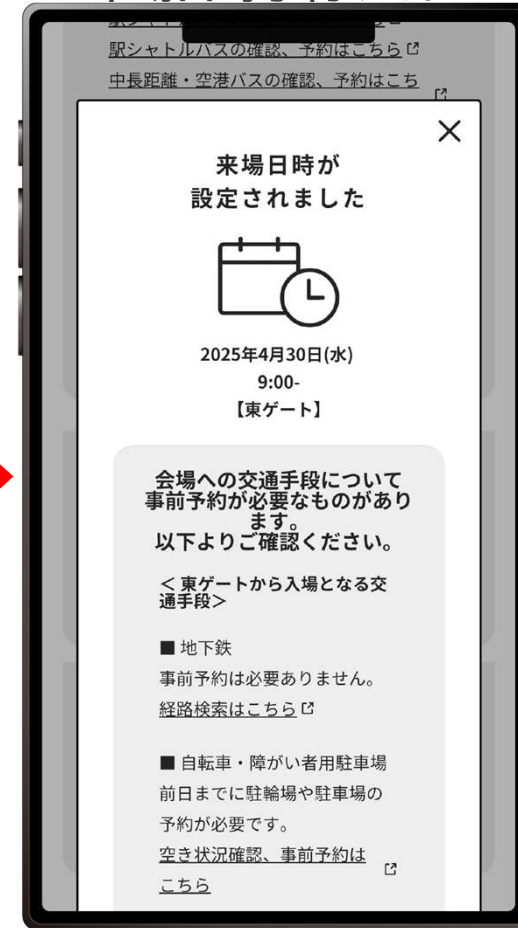 駅シャトルバスの確認、予約はこちら
中長距離・空港バスの確認、予約はこち
来場日時が
設定されました
2025年4月30日(水)
9:00-
【東ゲート】
会場への交通手段について
事前予約が必要なものがあり
ます。
以下よりご確認ください。
＜東ゲートから入場となる交
通手段＞
■ 地下鉄
事前予約は必要ありません。
経路検索はこちら
■ 自転車・障がい者用駐車場
前日までに駐輪場や駐車場の
予約が必要です。
空き状況確認、事前予約は
こちら